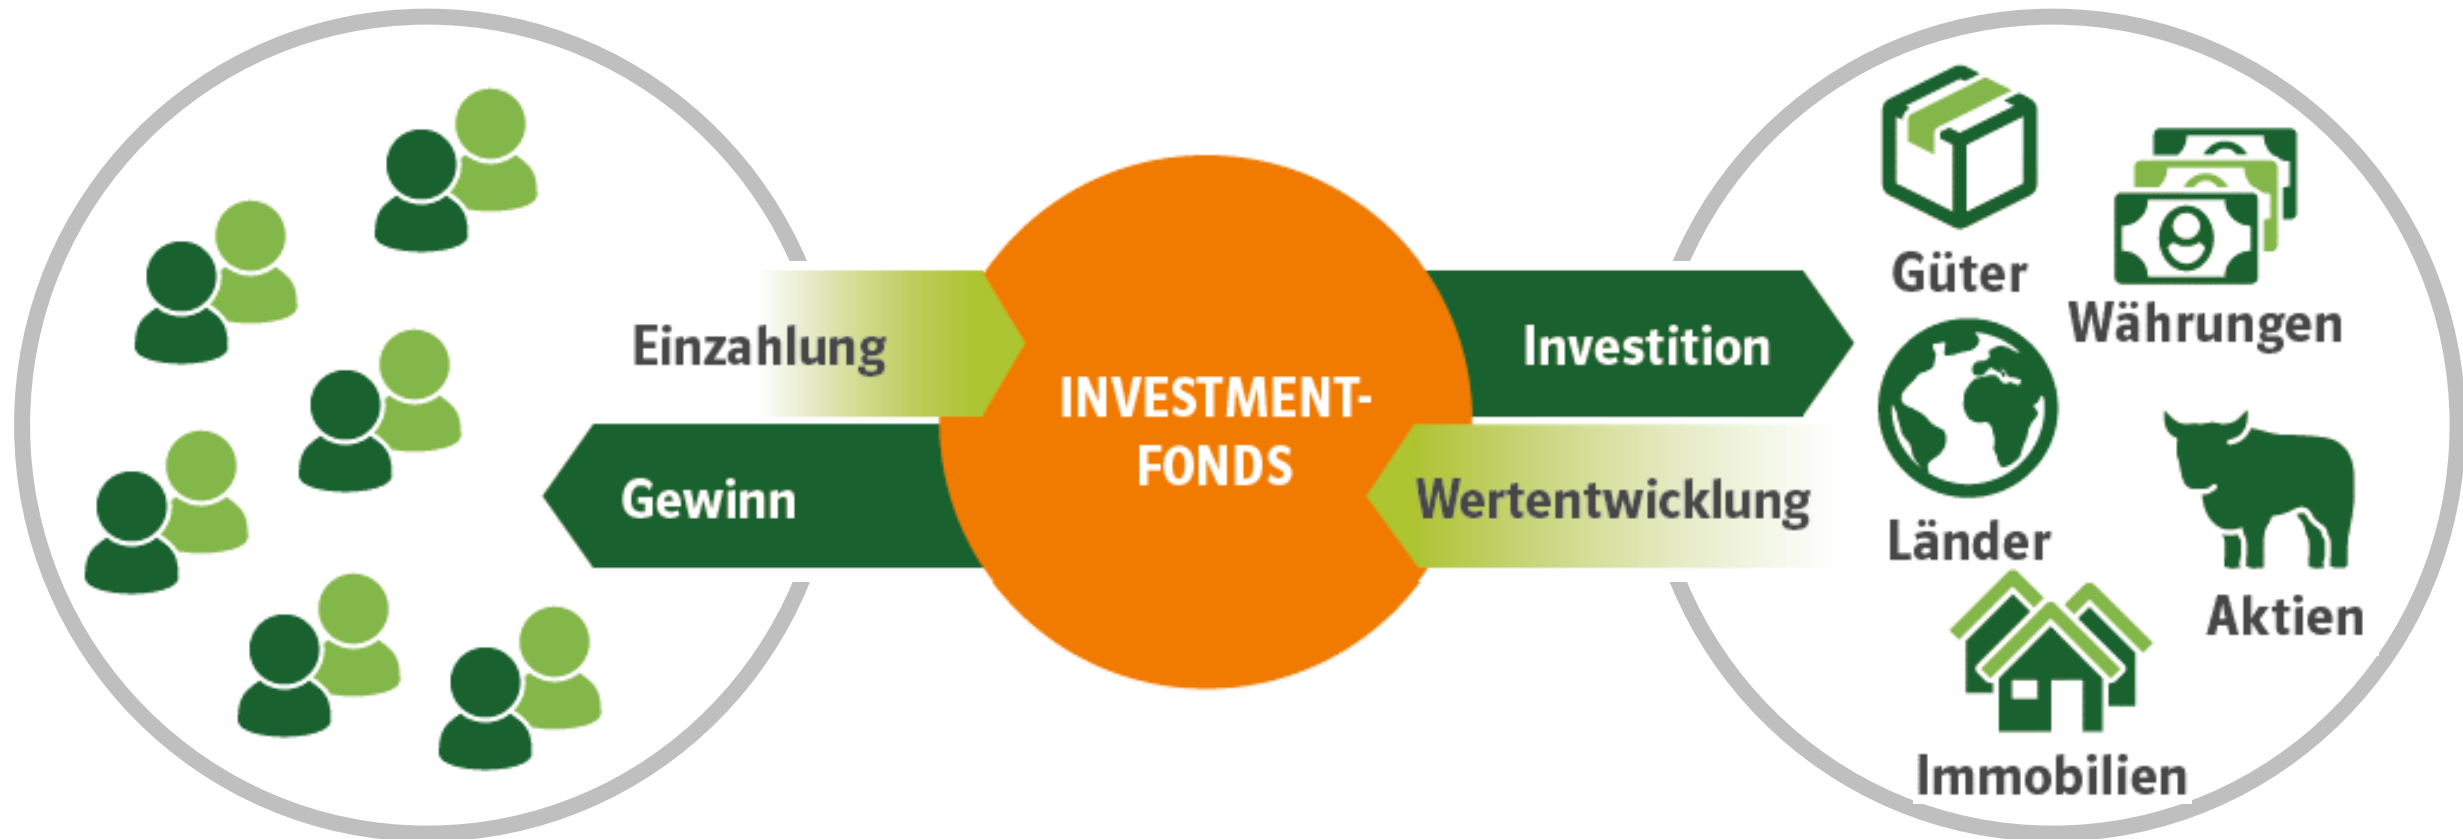 Einzahlung
Gewinn
INVESTMENT-
FONDS
Investition
Wertentwicklung
Güter
Währungen
Länder
Aktien
Immobilien